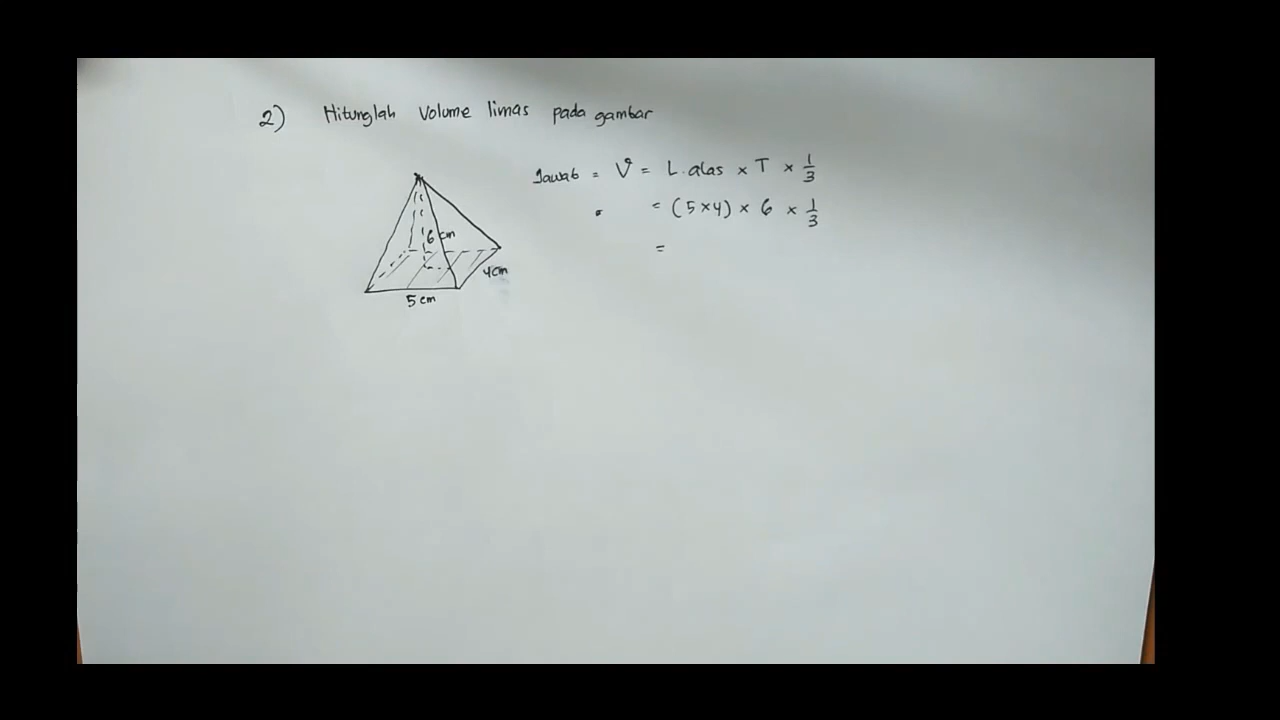 2) Hitunglah Volume limas pada gambar
Jawab = V = L. alas × T × 1/3
= (5×4) × 6 × 1/3
=
6 cm
4cm
5 cm